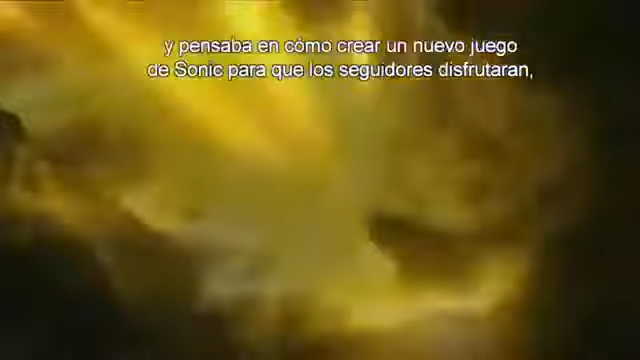 y pensaba en cómo crear un nuevo juego
de Sonic para que los seguidores disfrutaran,